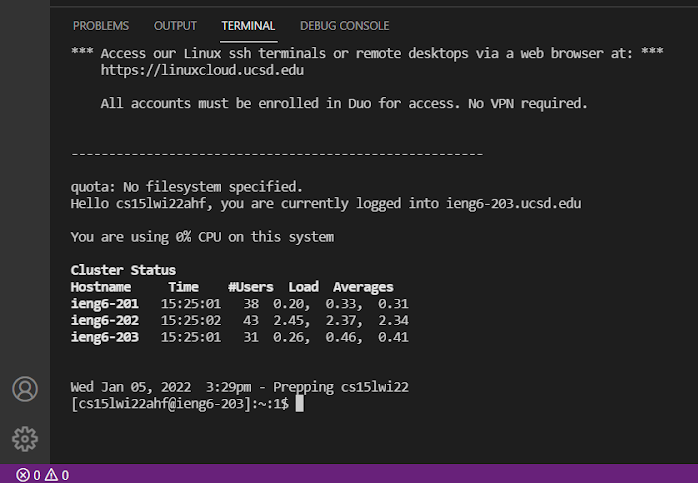 PROBLEMS OUTPUT TERMINAL DEBUG CONSOLE
*** Access our Linux ssh terminals or remote desktops via a web browser at: ***
https://linuxcloud.ucsd.edu
All accounts must be enrolled in Duo for access. No VPN required.
-------------------------------------------------------
quota: No filesystem specified.
Hello cs15lwi22ahf, you are currently logged into ieng6-203.ucsd.edu
You are using 0% CPU on this system
Cluster Status
Hostname Time #Users Load Averages
ieng6-201 15:25:01 38 0.20, 0.33, 0.31
ieng6-202 15:25:02 43 2.45, 2.37, 2.34
ieng6-203 15:25:01 31 0.26, 0.46, 0.41
Wed Jan 05, 2022 3:29pm - Prepping cs15lwi22
[cs15lwi22ahf@ieng6-203]:~:1$
0 0